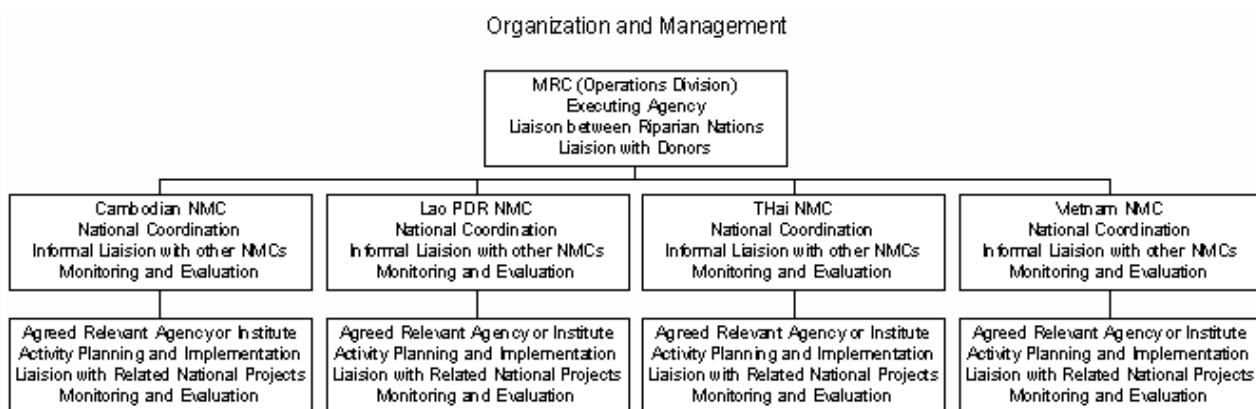 Organization and Management
MRC (Operations Division)
Executing Agency
Liaison between Riparian Nations
Liaision with Donors
Cambodian NMC
National Coordination
Informal Liaision with other NMCs
Monitoring and Evaluation
Lao PDR NMC
National Coordination
Informal Liaision with other NMCs
Monitoring and Evaluation
THai NMC
National Coordination
Informal Liaision with other NMCs
Monitoring and Evaluation
Vietnam NMC
National Coordination
Informal Liaision with other NMCs
Monitoring and Evaluation
Agreed Relevant Agency or Institute
Activity Planning and Implementation
Liaision with Related National Projects
Monitoring and Evaluation
Agreed Relevant Agency or Institute
Activity Planning and Implementation
Liaision with Related National Projects
Monitoring and Evaluation
Agreed Relevant Agency or Institute
Activity Planning and Implementation
Liaision with Related National Projects
Monitoring and Evaluation
Agreed Relevant Agency or Institute
Activity Planning and Implementation
Liaision with Related National Projects
Monitoring and Evaluation